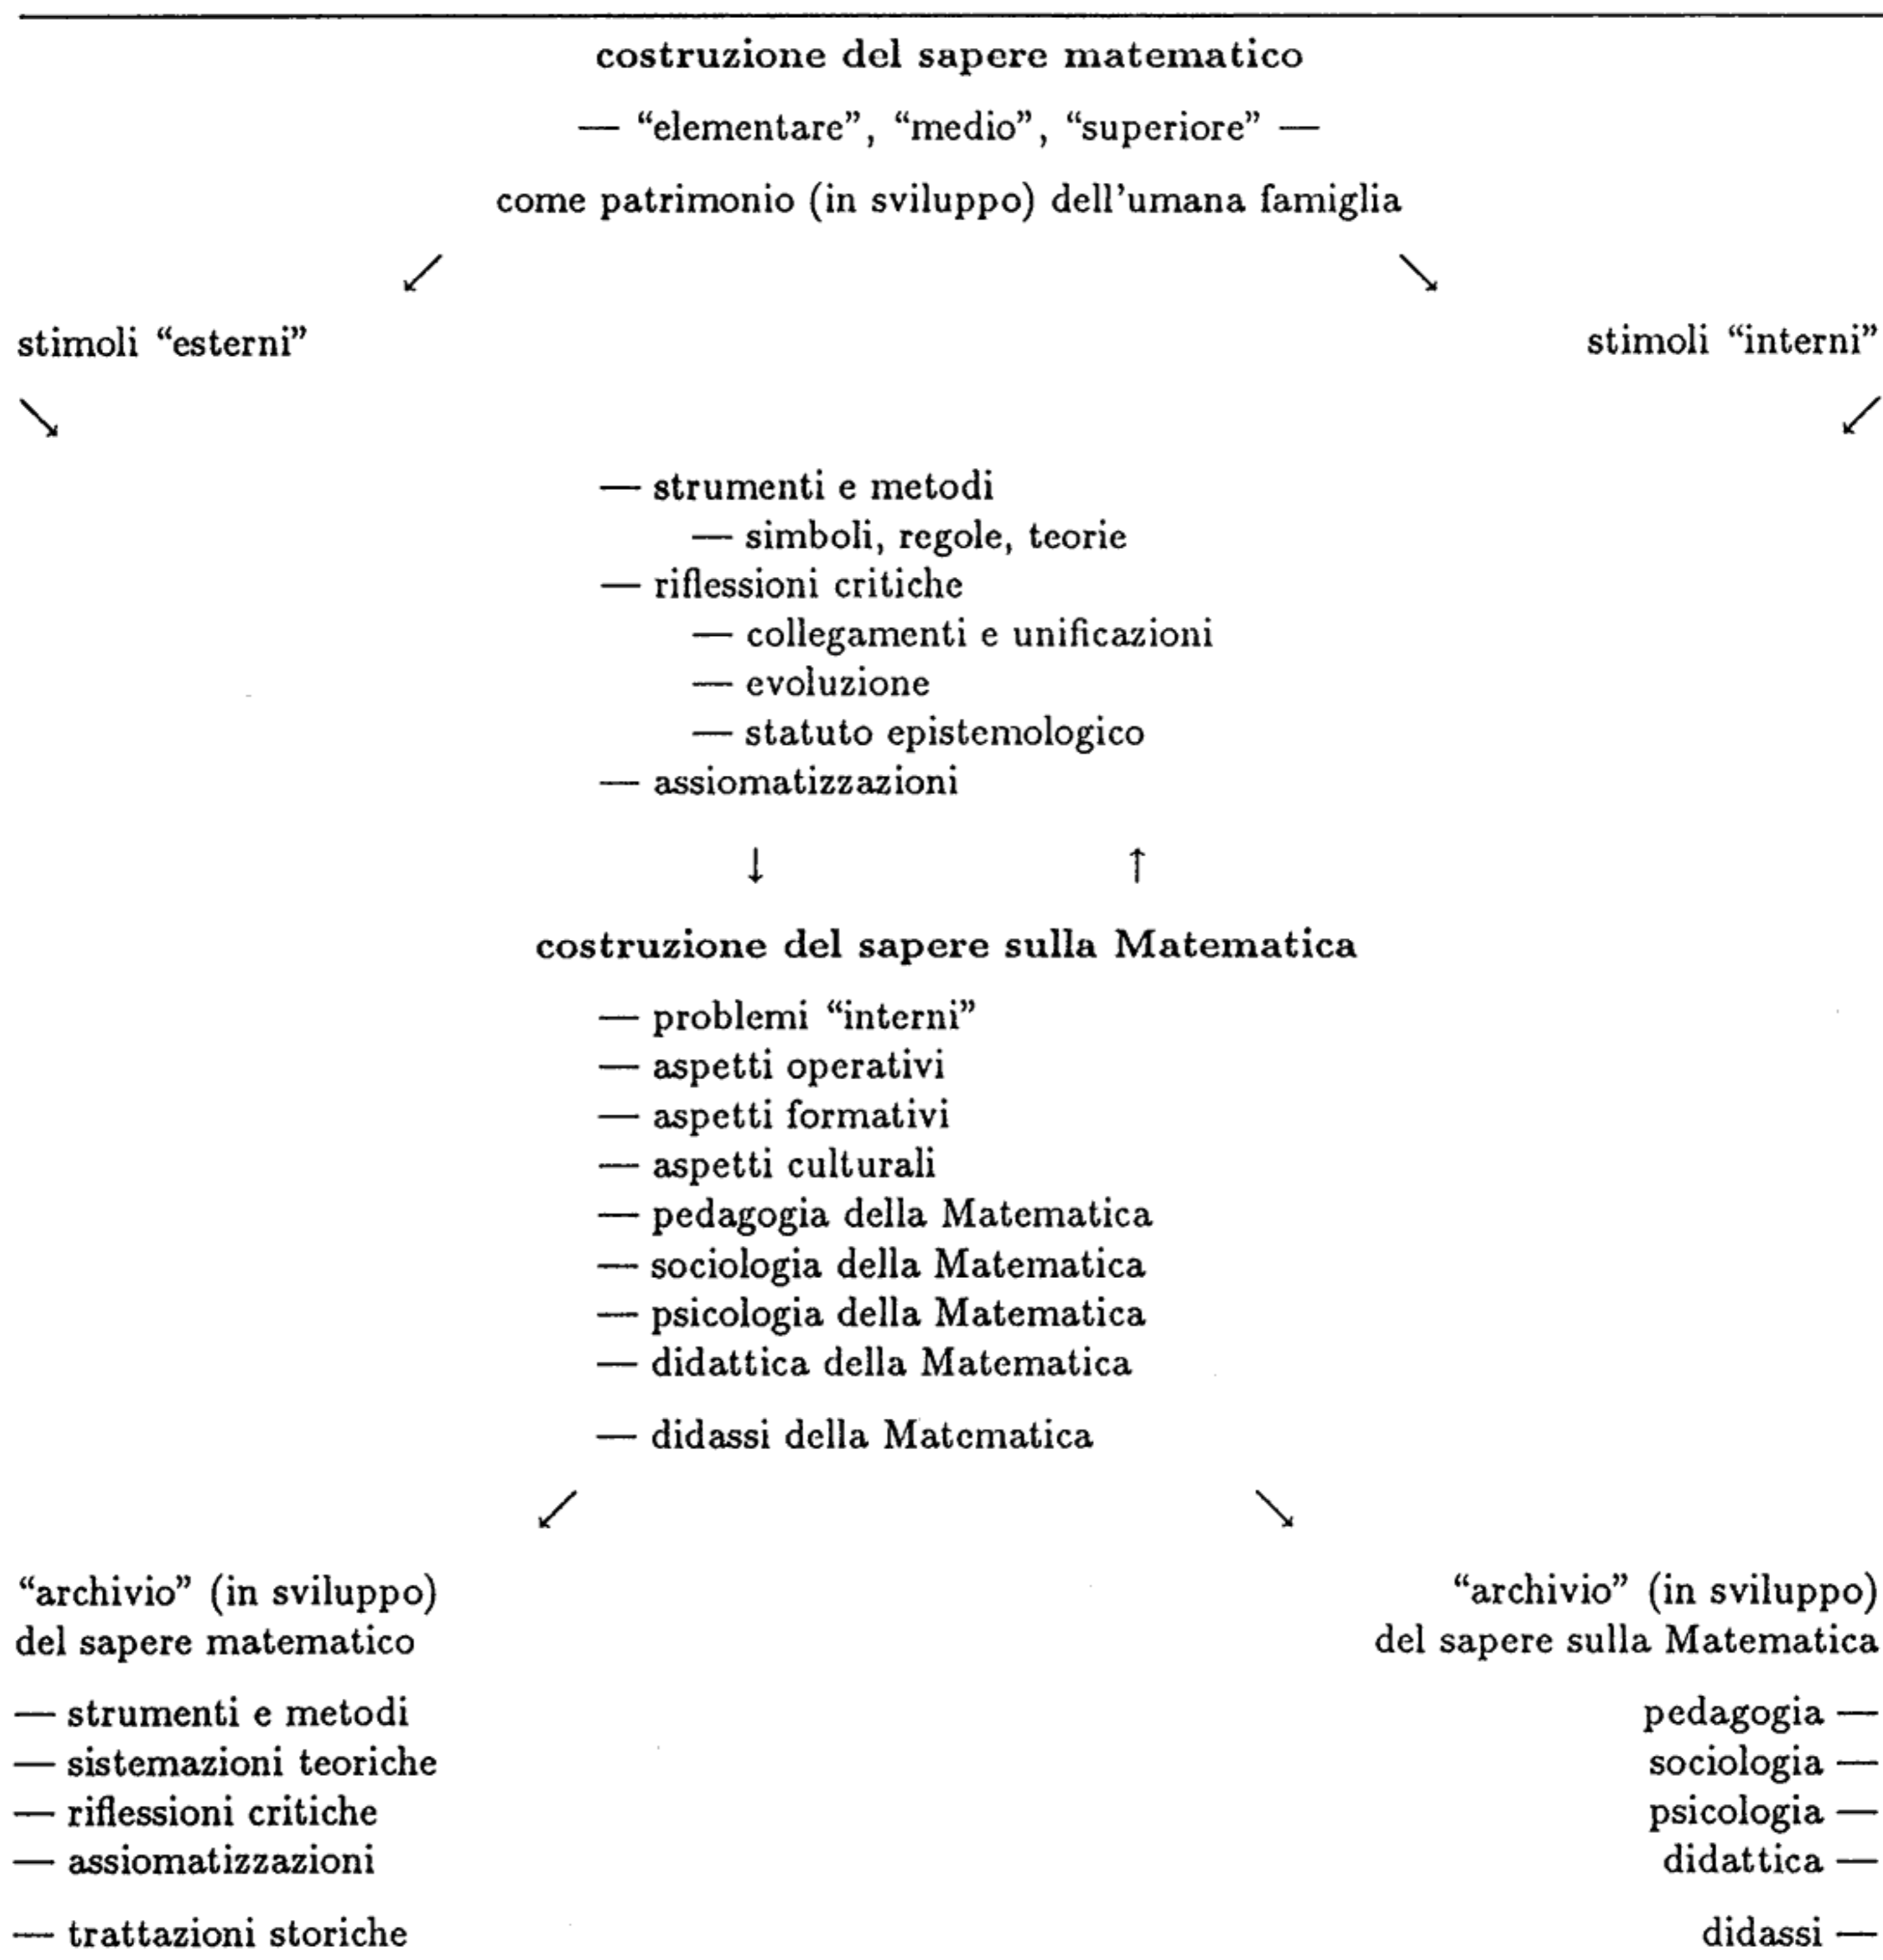 costruzione del sapere matematico
— “elementare”, “medio”, “superiore” —
come patrimonio (in sviluppo) dell’umana famiglia
↙ ↘
stimoli “esterni” stimoli “interni”
↘ ↙
— strumenti e metodi
— simboli, regole, teorie
— riflessioni critiche
— collegamenti e unificazioni
— evoluzione
— statuto epistemologico
— assiomatizzazioni
↓ ↑
costruzione del sapere sulla Matematica
— problemi “interni”
— aspetti operativi
— aspetti formativi
— aspetti culturali
— pedagogia della Matematica
— sociologia della Matematica
— psicologia della Matematica
— didattica della Matematica
— didassi della Matematica
↙ ↘
“archivio” (in sviluppo)
del sapere matematico
— strumenti e metodi
— sistemazioni teoriche
— riflessioni critiche
— assiomatizzazioni
— trattazioni storiche
“archivio” (in sviluppo)
del sapere sulla Matematica
pedagogia —
sociologia —
psicologia —
didattica —
didassi —